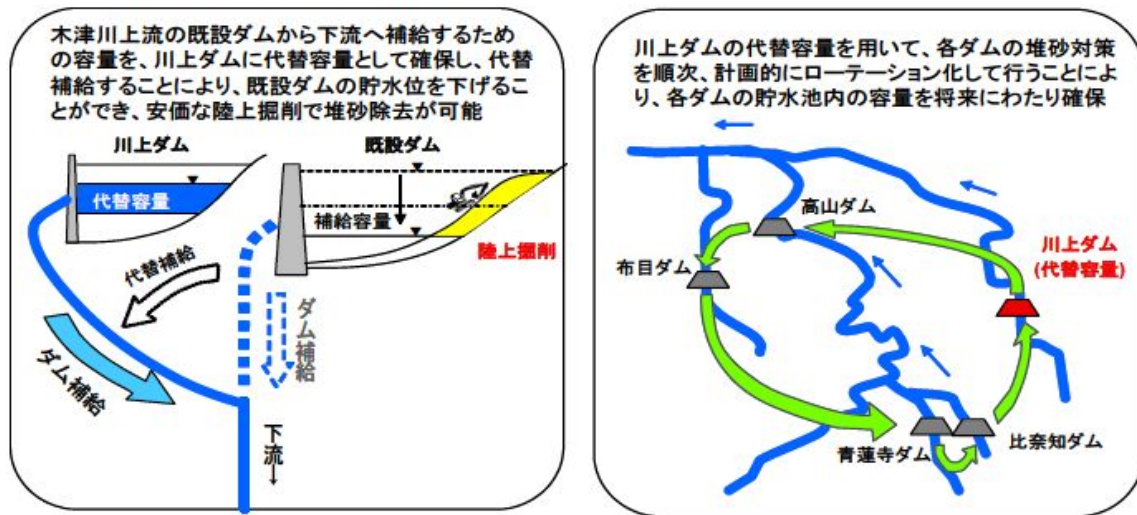 木津川上流の既設ダムから下流へ補給するため
の容量を、川上ダムに代替容量として確保し、代替
補給することにより、既設ダムの貯水位を下げるこ
とができ、安価な陸上掘削で堆砂除去が可能
川上ダム
既設ダム
代替容量
補給容量
陸上掘削
代替補給
ダム補給
ダム補給
下流
川上ダムの代替容量を用いて、各ダムの堆砂対策
を順次、計画的にローテーション化して行うことによ
り、各ダムの貯水池内の容量を将来にわたり確保
高山ダム
布目ダム
川上ダム
(代替容量)
青蓮寺ダム
比奈知ダム